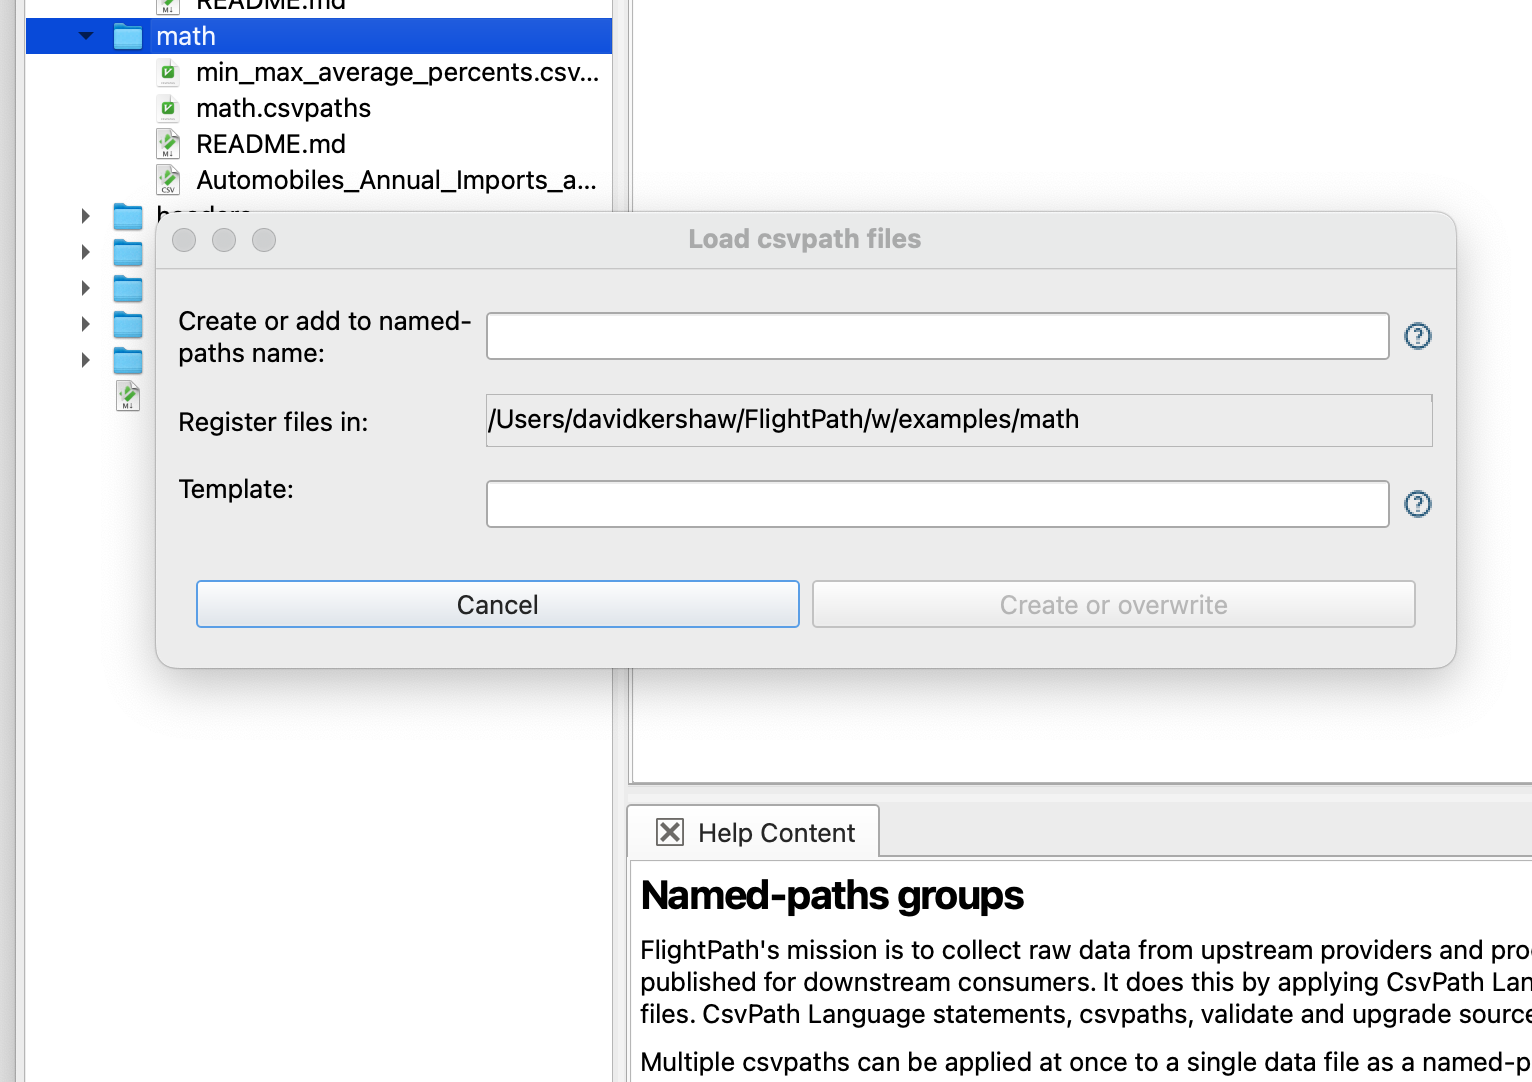 README.md
math
min_max_average_percents.csv...
math.csvpaths
README.md
Automobiles_Annual_Imports_a...
headers
Load csvpath files
Create or add to named-
paths name:
Register files in:
/Users/davidkershaw/FlightPath/w/examples/math
Template:
Cancel
Create or overwrite
Help Content
Named-paths groups
FlightPath's mission is to collect raw data from upstream providers and pro
published for downstream consumers. It does this by applying CsvPath Lan
files. CsvPath Language statements, csvpaths, validate and upgrade source
Multiple csvpaths can be applied at once to a single data file as a named-p